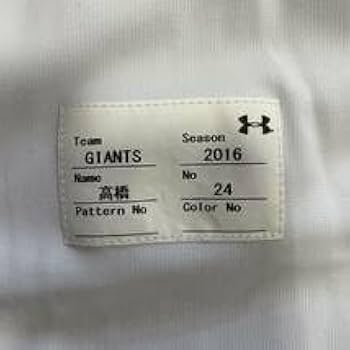 Team Season
GIANTS 2016
Name No
高橋 24
Pattern No Color No